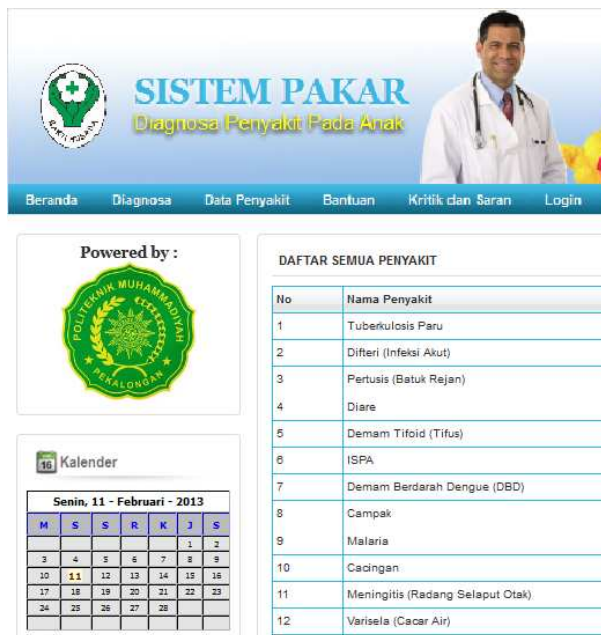 SISTEM PAKAR
Diagnosa Penyakit Pada Anak
BAKTI HUSADA
Beranda Diagnosa Data Penyakit Bantuan Kritik dan Saran Login
Powered by :
POLITEKNIK MUHAMMADIYAH
PEKALONGAN
16 Kalender
Senin, 11 - Februari - 2013
M S S R K J S
1 2
3 4 5 6 7 8 9
10 11 12 13 14 15 16
17 18 19 20 21 22 23
24 25 26 27 28
DAFTAR SEMUA PENYAKIT
No Nama Penyakit
1 Tuberkulosis Paru
2 Difteri (Infeksi Akut)
3 Pertusis (Batuk Rejan)
4 Diare
5 Demam Tifoid (Tifus)
6 ISPA
7 Demam Berdarah Dengue (DBD)
8 Campak
9 Malaria
10 Cacingan
11 Meningitis (Radang Selaput Otak)
12 Varisela (Cacar Air)